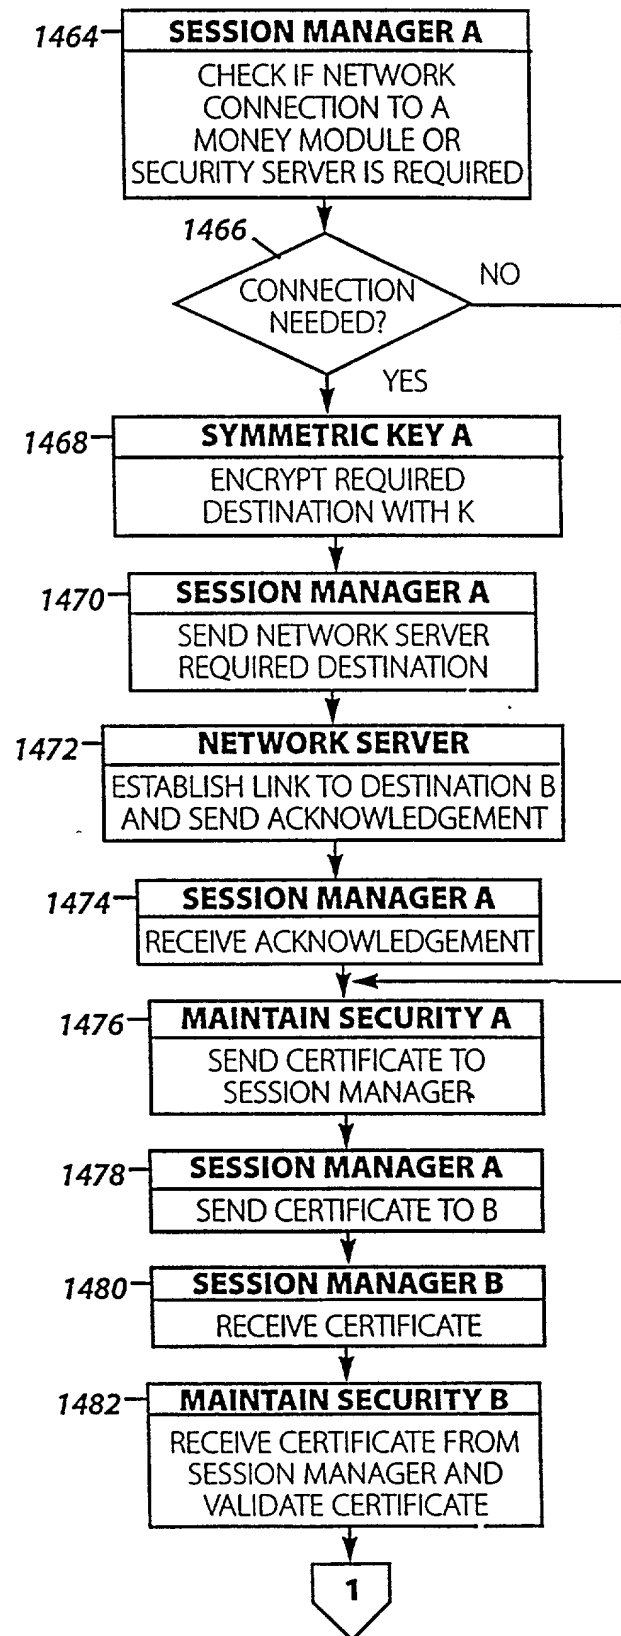 1464
SESSION MANAGER A
CHECK IF NETWORK
CONNECTION TO A
MONEY MODULE OR
SECURITY SERVER IS REQUIRED
1466
CONNECTION
NEEDED?
NO
YES
1468
SYMMETRIC KEY A
ENCRYPT REQUIRED
DESTINATION WITH K
1470
SESSION MANAGER A
SEND NETWORK SERVER
REQUIRED DESTINATION
1472
NETWORK SERVER
ESTABLISH LINK TO DESTINATION B
AND SEND ACKNOWLEDGEMENT
1474
SESSION MANAGER A
RECEIVE ACKNOWLEDGEMENT
1476
MAINTAIN SECURITY A
SEND CERTIFICATE TO
SESSION MANAGER
1478
SESSION MANAGER A
SEND CERTIFICATE TO B
1480
SESSION MANAGER B
RECEIVE CERTIFICATE
1482
MAINTAIN SECURITY B
RECEIVE CERTIFICATE FROM
SESSION MANAGER AND
VALIDATE CERTIFICATE
1